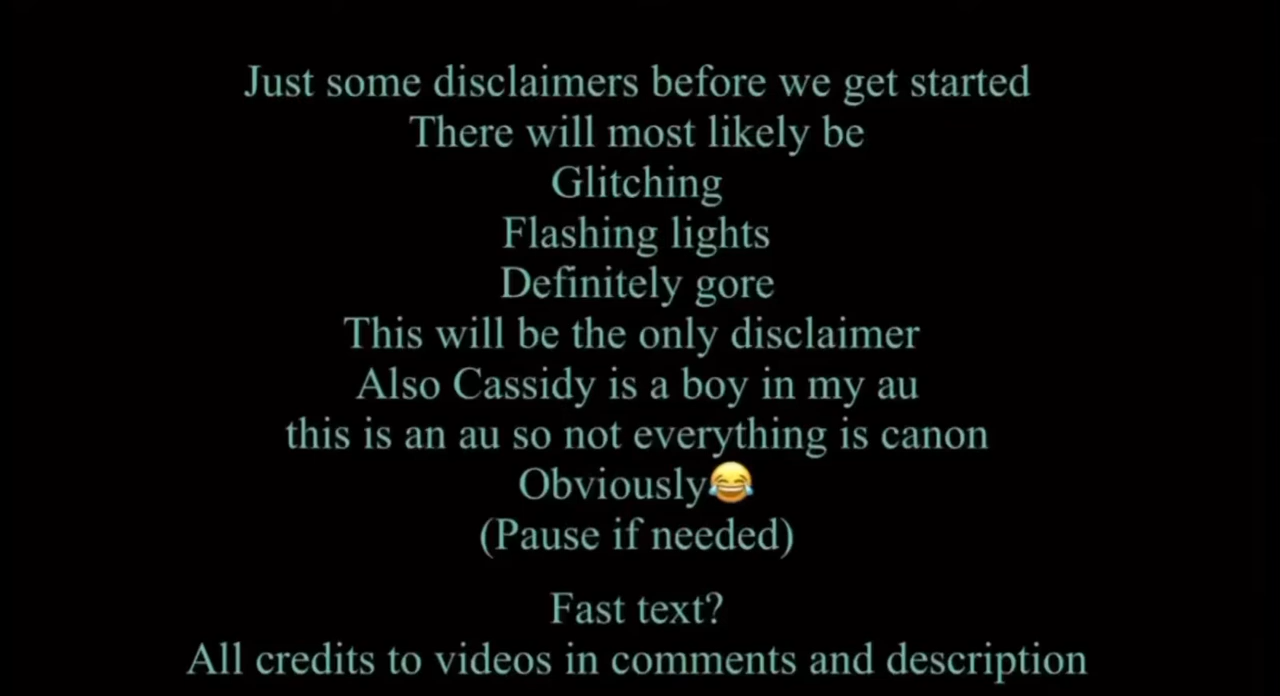 Just some disclaimers before we get started
There will most likely be
Glitching
Flashing lights
Definitely gore
This will be the only disclaimer
Also Cassidy is a boy in my au
this is an au so not everything is canon
Obviously😂
(Pause if needed)
Fast text?
All credits to videos in comments and description